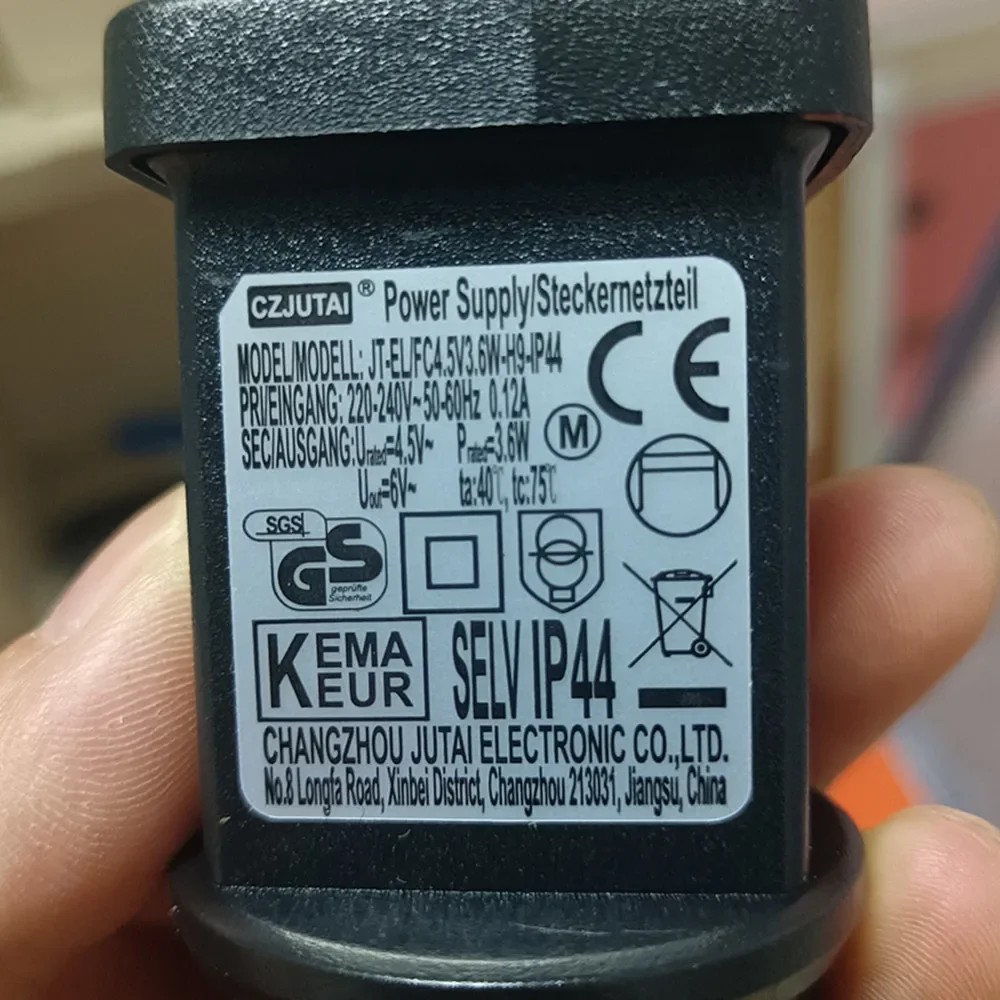 CZJUTAI ® Power Supply/Steckernetzteil
MODEL/MODELL: JT-EL/FC4.5V3.6W-H9-IP44
PRI/EINGANG: 220-240V~50-60Hz 0.12A
SEC/AUSGANG:Urated=4.5V~ Prated=3.6W
Uout=6V~ ta:40℃, tc:75℃
CE
M
SGS
GS
geprüfte
Sicherheit
KEMA
KEUR
SELV IP44
CHANGZHOU JUTAI ELECTRONIC CO.,LTD.
No.8 Longfa Road, Xinbei District, Changzhou 213031, Jiangsu, China